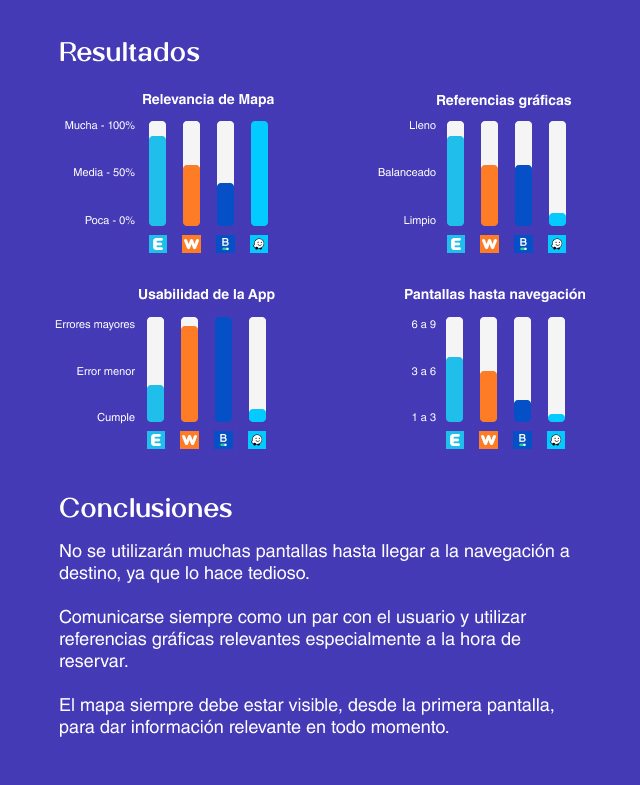 Resultados
Relevancia de Mapa
Mucha - 100%
Media - 50%
Poca - 0%
E W B
Referencias gráficas
Lleno
Balanceado
Limpio
E W B
Usabilidad de la App
Errores mayores
Error menor
Cumple
E W B
Pantallas hasta navegación
6 a 9
3 a 6
1 a 3
E W B
Conclusiones
No se utilizarán muchas pantallas hasta llegar a la navegación a
destino, ya que lo hace tedioso.
Comunicarse siempre como un par con el usuario y utilizar
referencias gráficas relevantes especialmente a la hora de
reservar.
El mapa siempre debe estar visible, desde la primera pantalla,
para dar información relevante en todo momento.